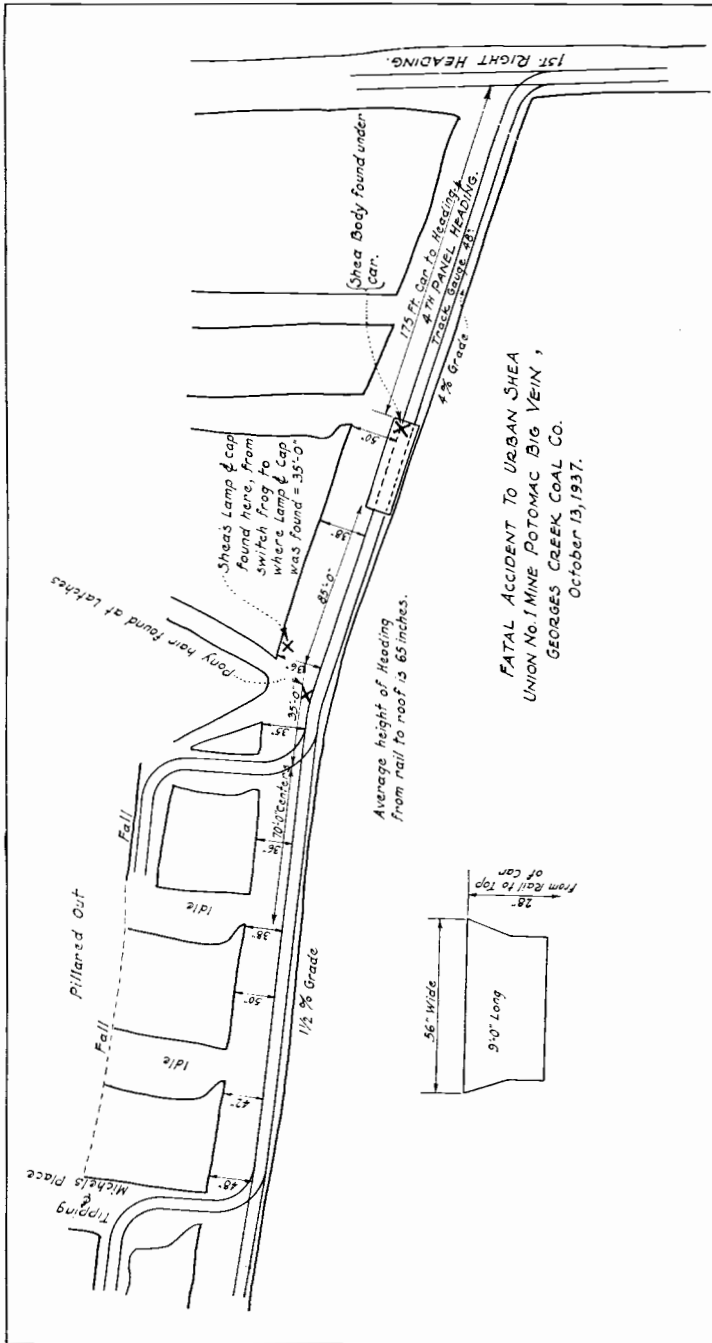 1ST. RIGHT HEADING.
Shea Body found under
car.
175 Ft. Car to Heading
4TH PANEL HEADING.
Track Gauge 48"
4% Grade
50"
Shea's Lamp & Cap
found here, from
switch frog to
where Lamp & Cap
was found = 35'-0"
38"
85'-0"
Pony hair found at Latches
36"
35'-0"
35"
Average height of Heading
from rail to roof is 65 inches.
FATAL ACCIDENT TO URBAN SHEA
UNION No. 1 MINE POTOMAC BIG VEIN,
GEORGES CREEK COAL CO.
October 13, 1937.
Fall
70'-0" Centers
36"
Idle
Pillared Out
38"
50"
1 1/2 % Grade
Fall
Idle
42"
48"
Tipping
&
Michels Place
56" Wide
9'-0" Long
28"
From Rail to Top
of Car